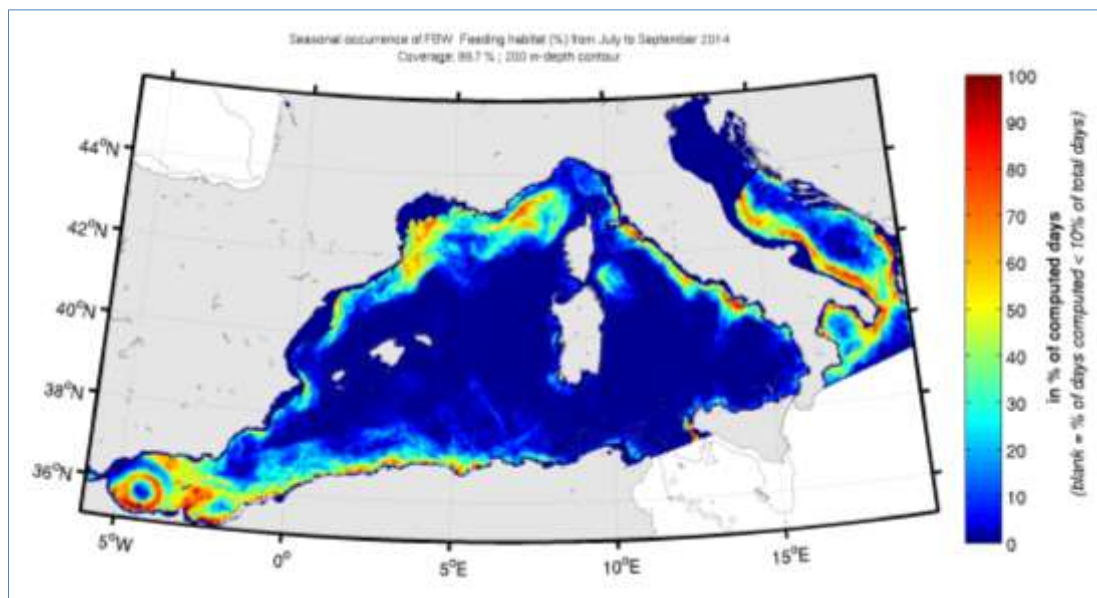 Seasonal occurrence of FBW Feeding habitat (%) from July to September 2014
Coverage: 86.7 % ; 200 m-depth contour
44°N
42°N
40°N
38°N
36°N
5°W
0°
5°E
10°E
15°E
100
90
80
70
60
50
40
30
20
10
0
in % of computed days
(blank = % of days computed < 10% of total days)